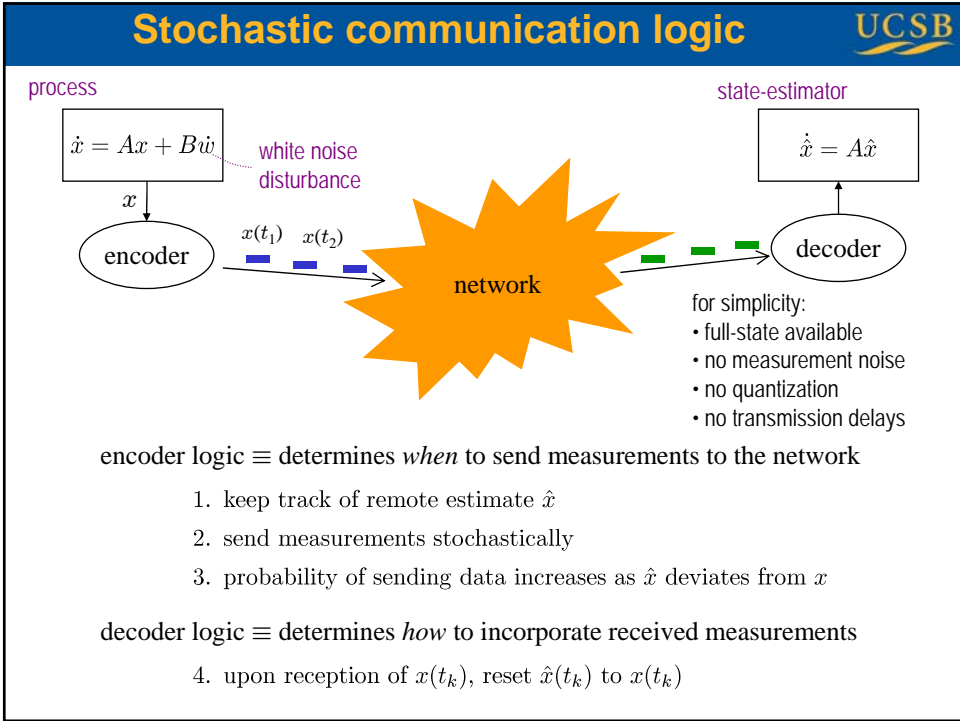 Stochastic communication logic
UCSB
process
state-estimator
ẋ = Ax + Bẇ
white noise
disturbance
x
encoder
x(t₁) x(t₂)
network
x̂̇ = Ax̂
decoder
for simplicity:
• full-state available
• no measurement noise
• no quantization
• no transmission delays
encoder logic ≡ determines when to send measurements to the network
1. keep track of remote estimate x̂
2. send measurements stochastically
3. probability of sending data increases as x̂ deviates from x
decoder logic ≡ determines how to incorporate received measurements
4. upon reception of x(tₖ), reset x̂(tₖ) to x(tₖ)